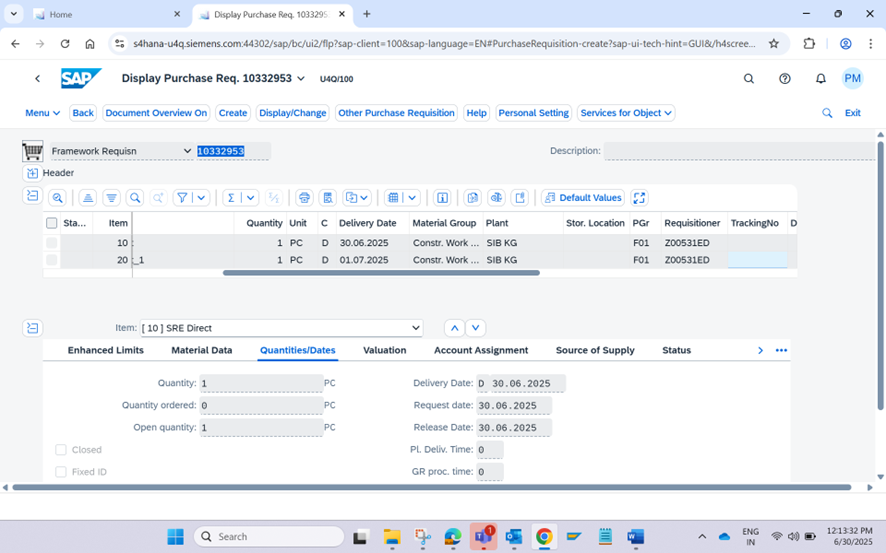 Home
Display Purchase Req. 1033295
s4hana-u4q.siemens.com:44302/sap/bc/ui2/flp?sap-client=100&sap-language=EN#PurchaseRequisition-create?sap-ui-tech-hint=GUI&/h4scree...
SAP Display Purchase Req. 10332953 U4Q/100 PM
Menu Back Document Overview On Create Display/Change Other Purchase Requisition Help Personal Setting Services for Object Exit
Framework Requisn 10332953 Description:
Header
Default Values
Sta... Item Quantity Unit C Delivery Date Material Group Plant Stor. Location PGr Requisitioner TrackingNo D
10 1 PC D 30.06.2025 Constr. Work ... SIB KG F01 Z00531ED
20 _1 1 PC D 01.07.2025 Constr. Work ... SIB KG F01 Z00531ED
Item: [ 10 ] SRE Direct
Enhanced Limits Material Data Quantities/Dates Valuation Account Assignment Source of Supply Status
Quantity: 1 PC Delivery Date: D 30.06.2025
Quantity ordered: 0 PC Request date: 30.06.2025
Open quantity: 1 PC Release Date: 30.06.2025
Closed Pl. Deliv. Time: 0
Fixed ID GR proc. time: 0
Search 1 ENG IN 12:13:32 PM 6/30/2025